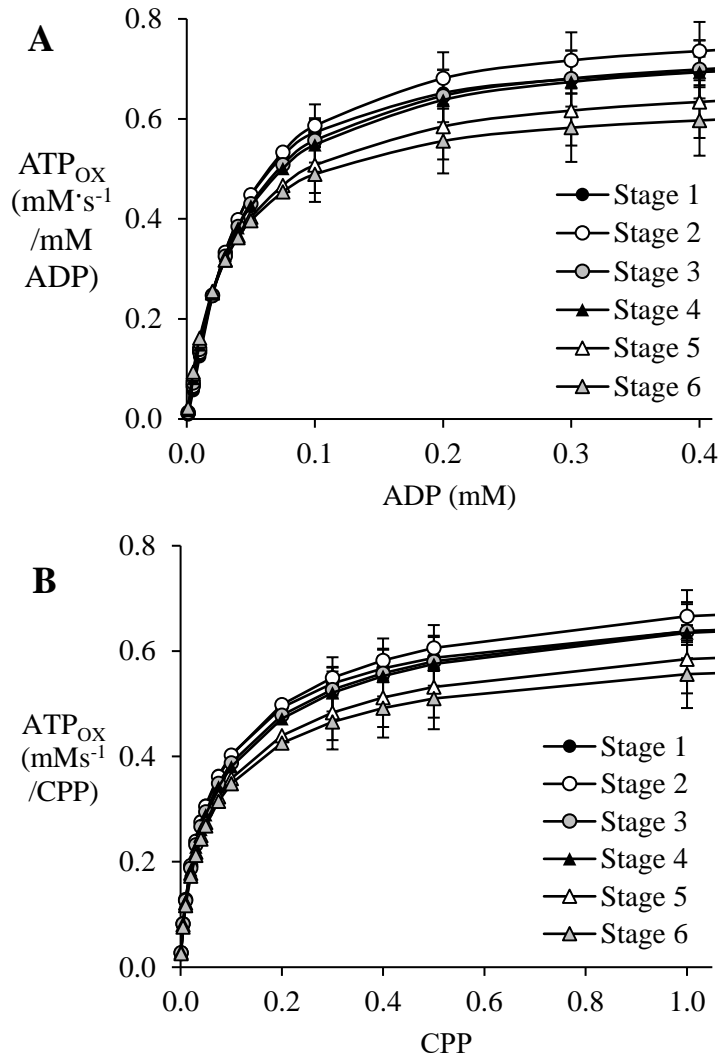 A
0.8
0.6
0.4
0.2
0.0
ATPOX
(mM·s-1
/mM
ADP)
Stage 1
Stage 2
Stage 3
Stage 4
Stage 5
Stage 6
0.0 0.1 0.2 0.3 0.4
ADP (mM)
B
0.8
0.6
0.4
0.2
0.0
ATPOX
(mMs-1
/CPP)
Stage 1
Stage 2
Stage 3
Stage 4
Stage 5
Stage 6
0.0 0.2 0.4 0.6 0.8 1.0
CPP